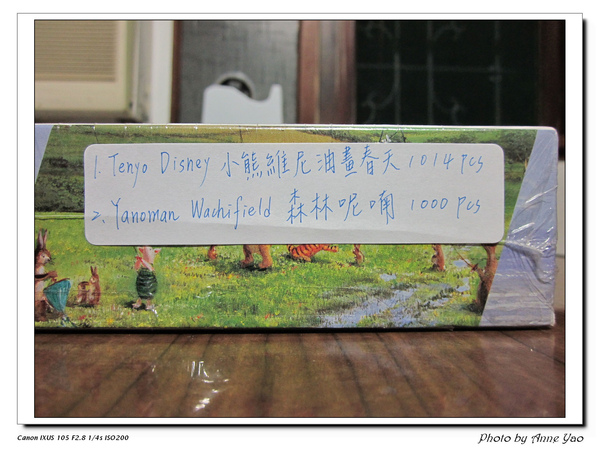 1. Tenyo Disney 小熊維尼油畫春天 1014 pcs
2. Yanoman Wachifield 森林呢喃 1000 pcs
Canon IXUS 105 F2.8 1/4s ISO200
Photo by Anne Yao